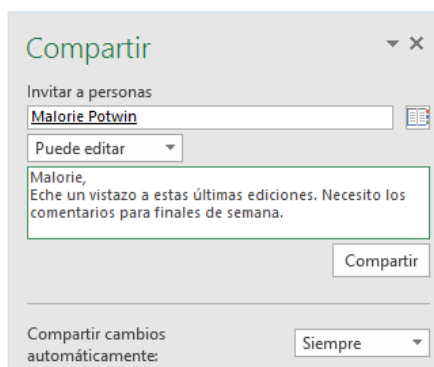 Compartir
Invitar a personas
Malorie Potwin
Puede editar
Malorie,
Eche un vistazo a estas últimas ediciones. Necesito los
comentarios para finales de semana.
Compartir
Compartir cambios
automáticamente:
Siempre